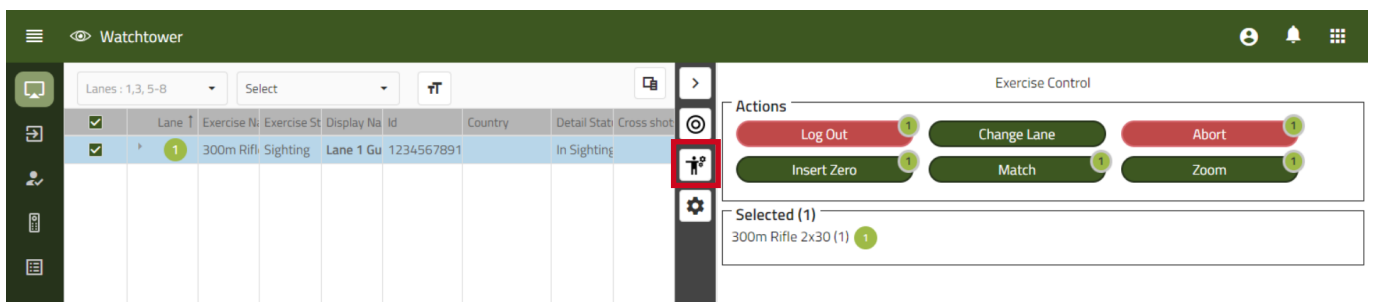 Watchtower
Lanes : 1,3, 5-8 Select TT Exercise Control
Lane ↑ Exercise Na Exercise St Display Na Id Country Detail Stat Cross shot
1 300m Rifl Sighting Lane 1 Gu 1234567891 In Sighting
Actions
Log Out 1 Change Lane Abort 1
Insert Zero 1 Match 1 Zoom 1
Selected (1)
300m Rifle 2x30 (1) 1